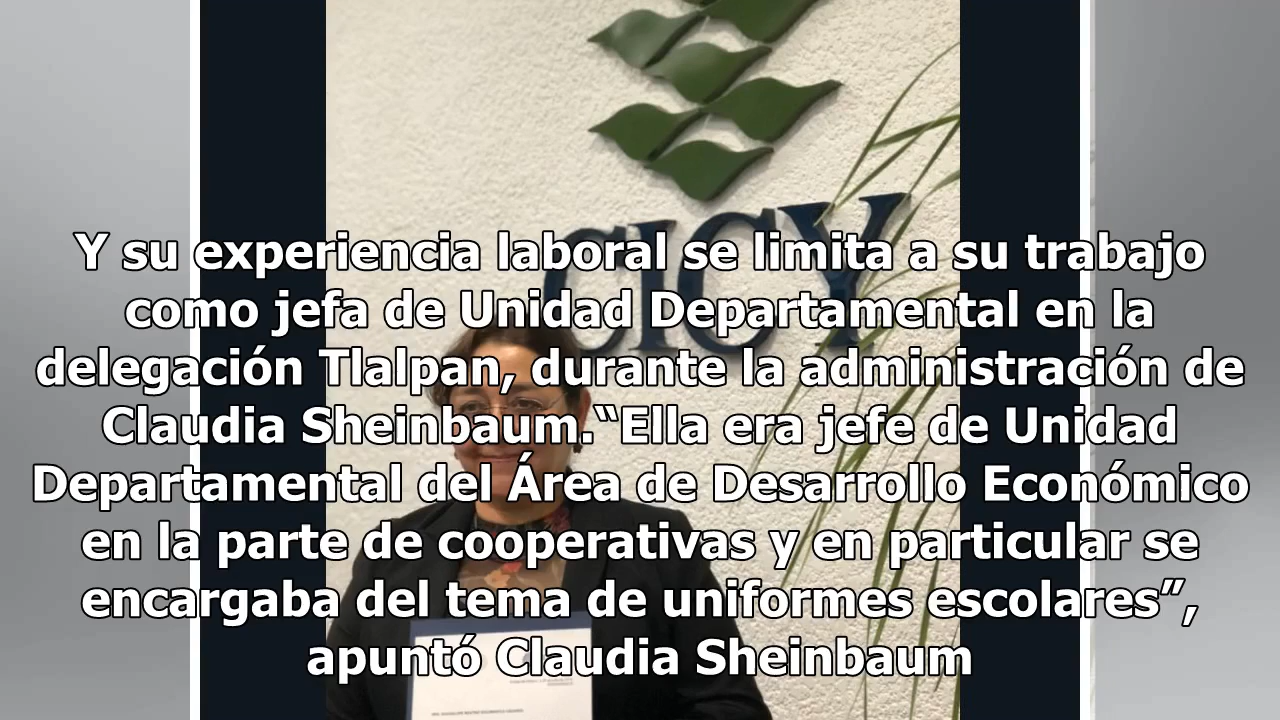 CICY
Y su experiencia laboral se limita a su trabajo
como jefa de Unidad Departamental en la
delegación Tlalpan, durante la administración de
Claudia Sheinbaum.“Ella era jefe de Unidad
Departamental del Área de Desarrollo Económico
en la parte de cooperativas y en particular se
encargaba del tema de uniformes escolares”,
apuntó Claudia Sheinbaum